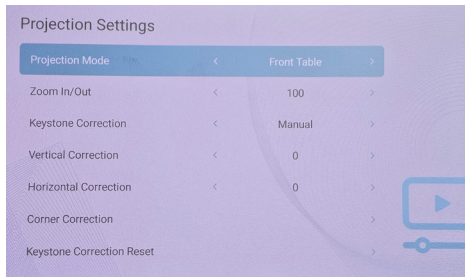 Projection Settings
Projection Mode < Front Table >
Zoom In/Out < 100 >
Keystone Correction < Manual >
Vertical Correction < 0 >
Horizontal Correction < 0 >
Corner Correction >
Keystone Correction Reset >